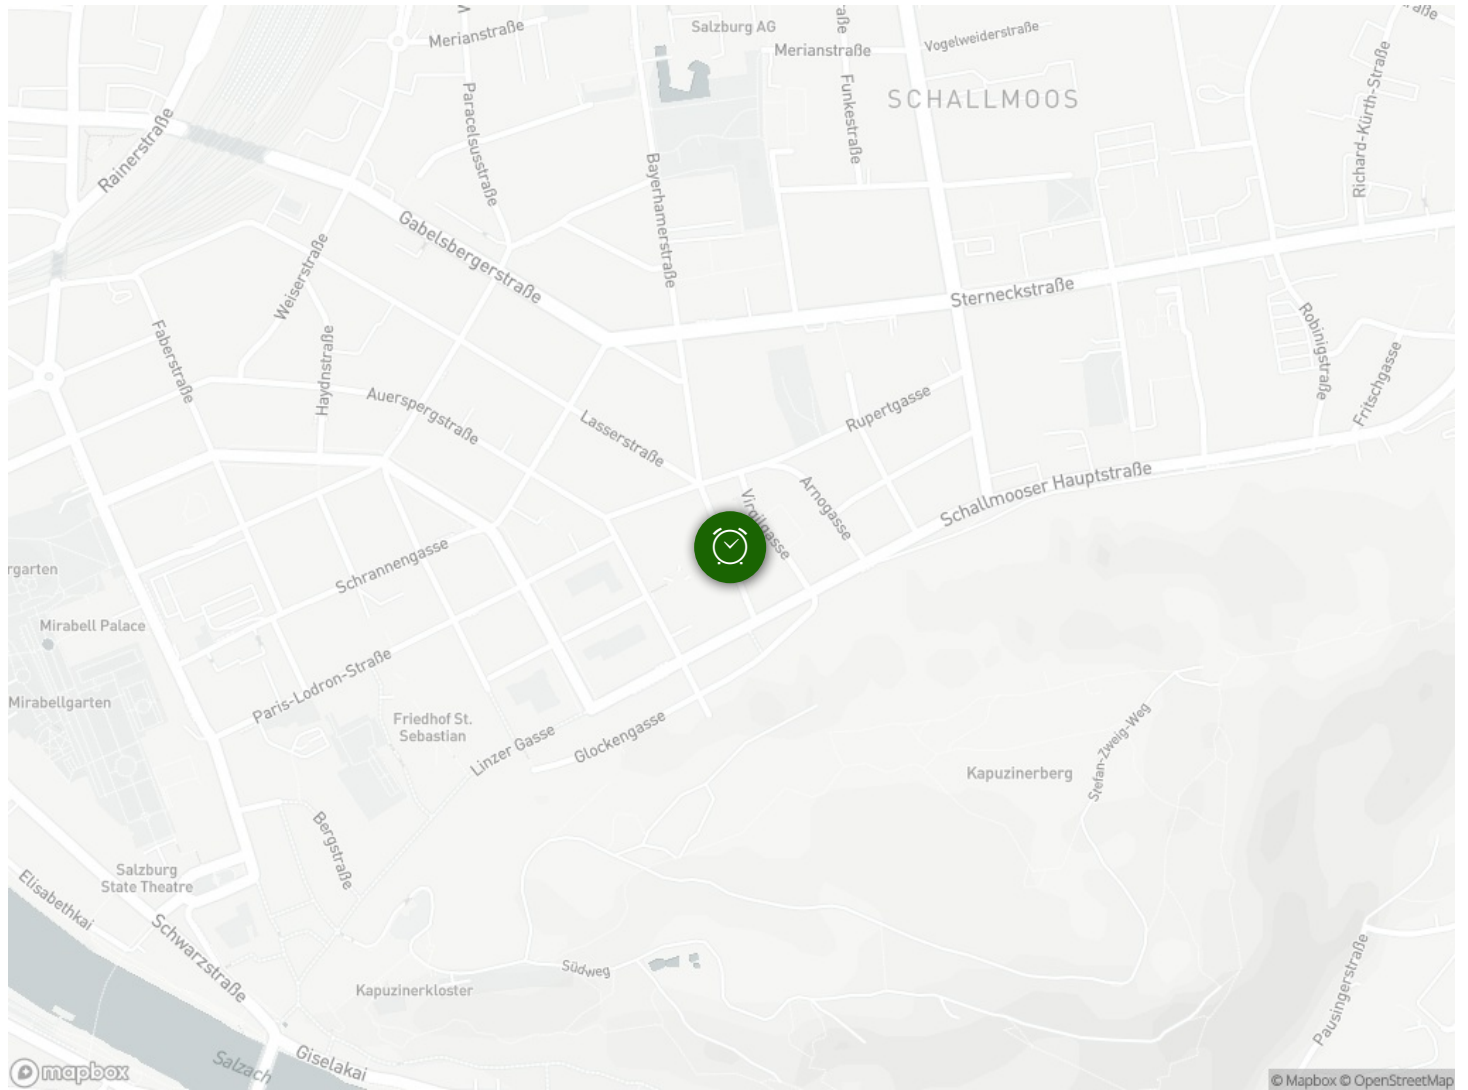 Salzburg AG
Merianstraße
Merianstraße
Vogelweiderstraße
SCHALLMOOS
Richard-Kürth-Straße
Rainerstraße
Paracelsusstraße
Funkestraße
Bayerhamerstraße
Gabelsbergerstraße
Weiserstraße
Sterneckstraße
Faberstraße
Haydnstraße
Robinigstraße
Fritschgasse
Auerspergstraße
Lasserstraße
Rupertgasse
Schallmooser Hauptstraße
Virgilgasse
Arnogasse
Schrannengasse
rgarten
Mirabell Palace
Mirabellgarten
Paris-Lodron-Straße
Friedhof St.
Sebastian
Linzer Gasse
Glockengasse
Stefan-Zweig-Weg
Kapuzinerberg
Bergstraße
Salzburg
State Theatre
Elisabethkai
Schwarzstraße
Südweg
Kapuzinerkloster
Pausingerstraße
Salzach
Giselakai
mapbox
© Mapbox © OpenStreetMap